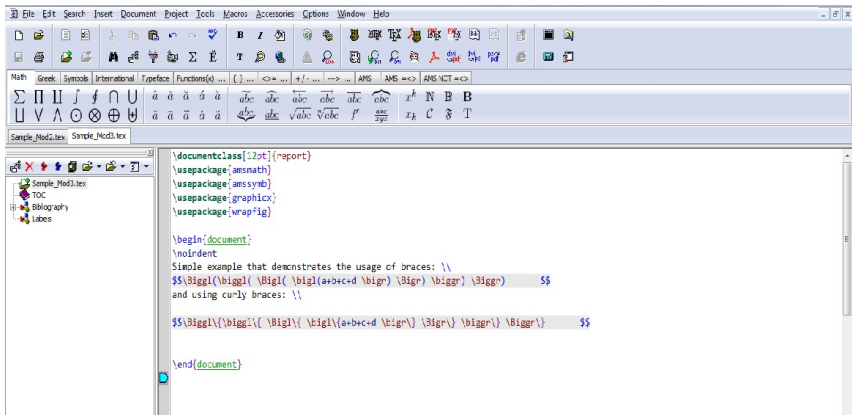 File Edit Search Insert Document Project Tools Macros Accessories Options Window Help
Math Greek Symbols International Typeface Functions(x) ... { } ... <>= ... +/- ... ---> .. AMS AMS =<> AMS NCT =<>
Sample_Mod2.tex Sample_Mod3.tex
Sample_Mod3.tex
TOC
Bibliography
Labels
\documentclass[12pt]{report}
\usepackage{amsmath}
\usepackage{amssymb}
\usepackage{graphicx}
\usepackage{wrapfig}
\begin{document}
\noindent
Simple example that demonstrates the usage of braces: \\
$$\Biggl(\biggl( \Bigl( \bigl(a+b+c+d \bigr) \Bigr) \biggr) \Biggr) $$
and using curly braces: \\
$$\Biggl\{\biggl\{ \Bigl\{ \bigl\{a+b+c+d \bigr\} \Bigr\} \biggr\} \Biggr\} $$
\end{document}